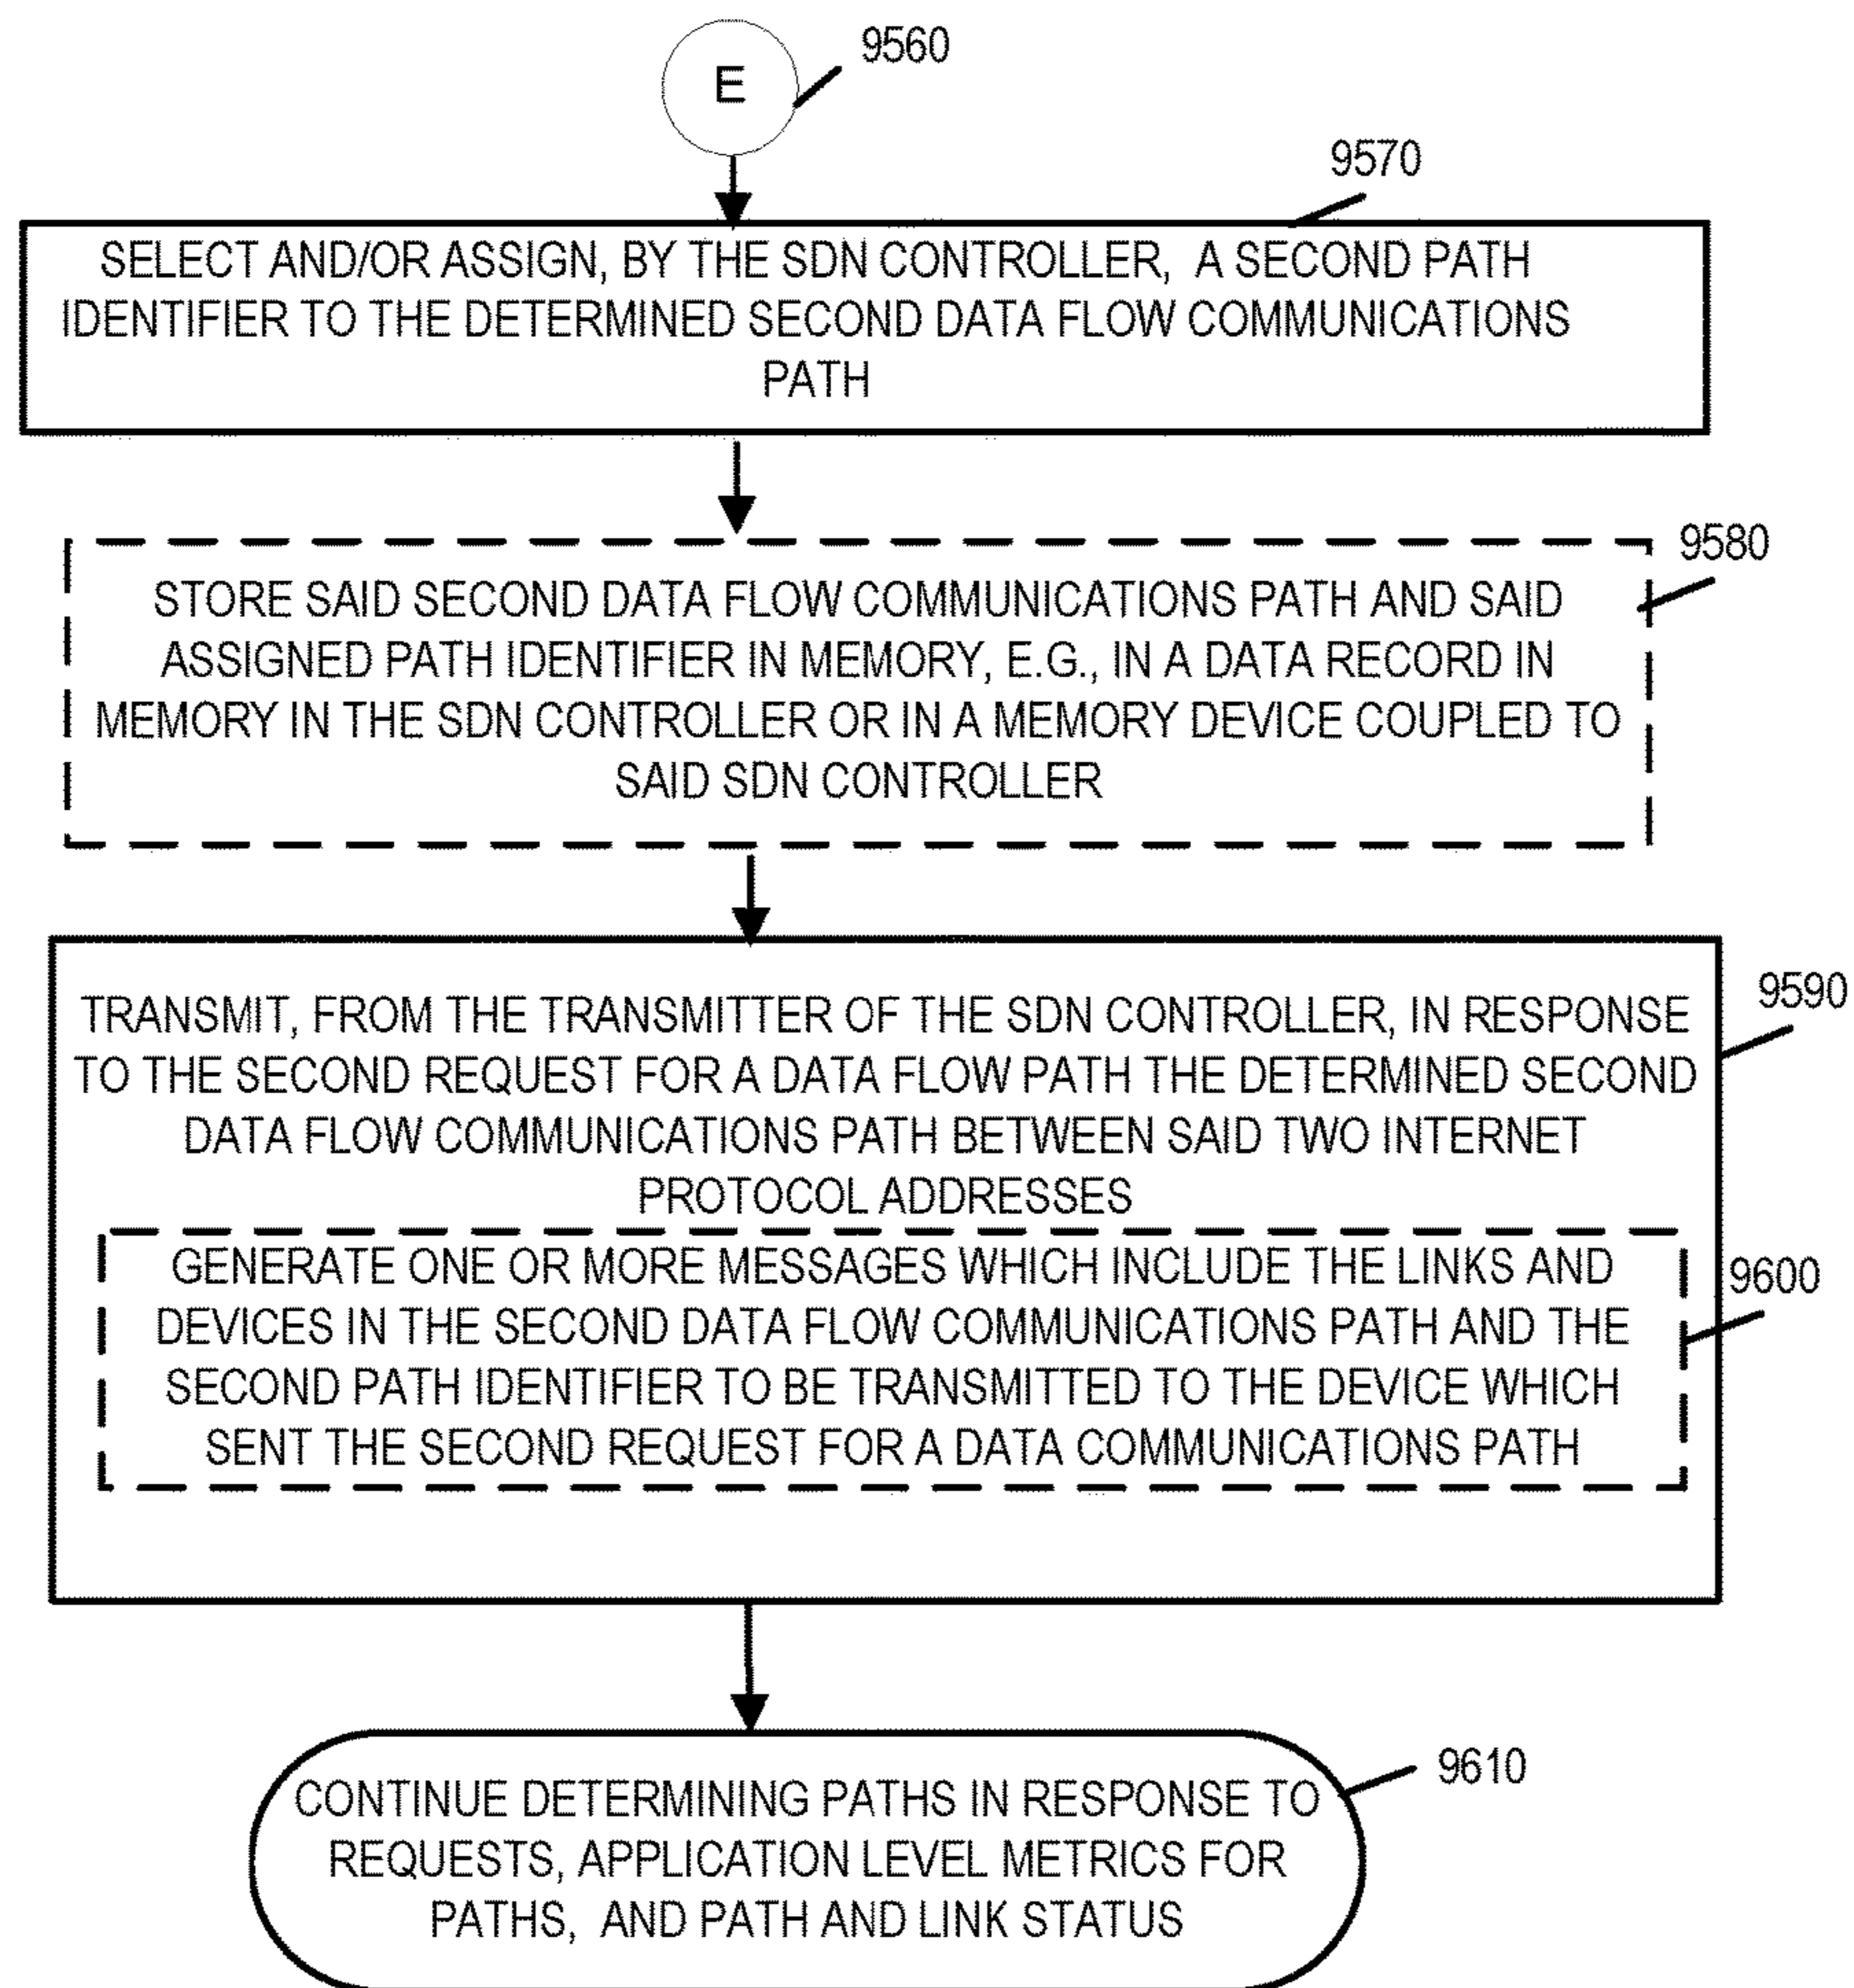 E
9560
9570
SELECT AND/OR ASSIGN, BY THE SDN CONTROLLER, A SECOND PATH
IDENTIFIER TO THE DETERMINED SECOND DATA FLOW COMMUNICATIONS
PATH
9580
STORE SAID SECOND DATA FLOW COMMUNICATIONS PATH AND SAID
ASSIGNED PATH IDENTIFIER IN MEMORY, E.G., IN A DATA RECORD IN
MEMORY IN THE SDN CONTROLLER OR IN A MEMORY DEVICE COUPLED TO
SAID SDN CONTROLLER
9590
TRANSMIT, FROM THE TRANSMITTER OF THE SDN CONTROLLER, IN RESPONSE
TO THE SECOND REQUEST FOR A DATA FLOW PATH THE DETERMINED SECOND
DATA FLOW COMMUNICATIONS PATH BETWEEN SAID TWO INTERNET
PROTOCOL ADDRESSES
9600
GENERATE ONE OR MORE MESSAGES WHICH INCLUDE THE LINKS AND
DEVICES IN THE SECOND DATA FLOW COMMUNICATIONS PATH AND THE
SECOND PATH IDENTIFIER TO BE TRANSMITTED TO THE DEVICE WHICH
SENT THE SECOND REQUEST FOR A DATA COMMUNICATIONS PATH
9610
CONTINUE DETERMINING PATHS IN RESPONSE TO
REQUESTS, APPLICATION LEVEL METRICS FOR
PATHS, AND PATH AND LINK STATUS